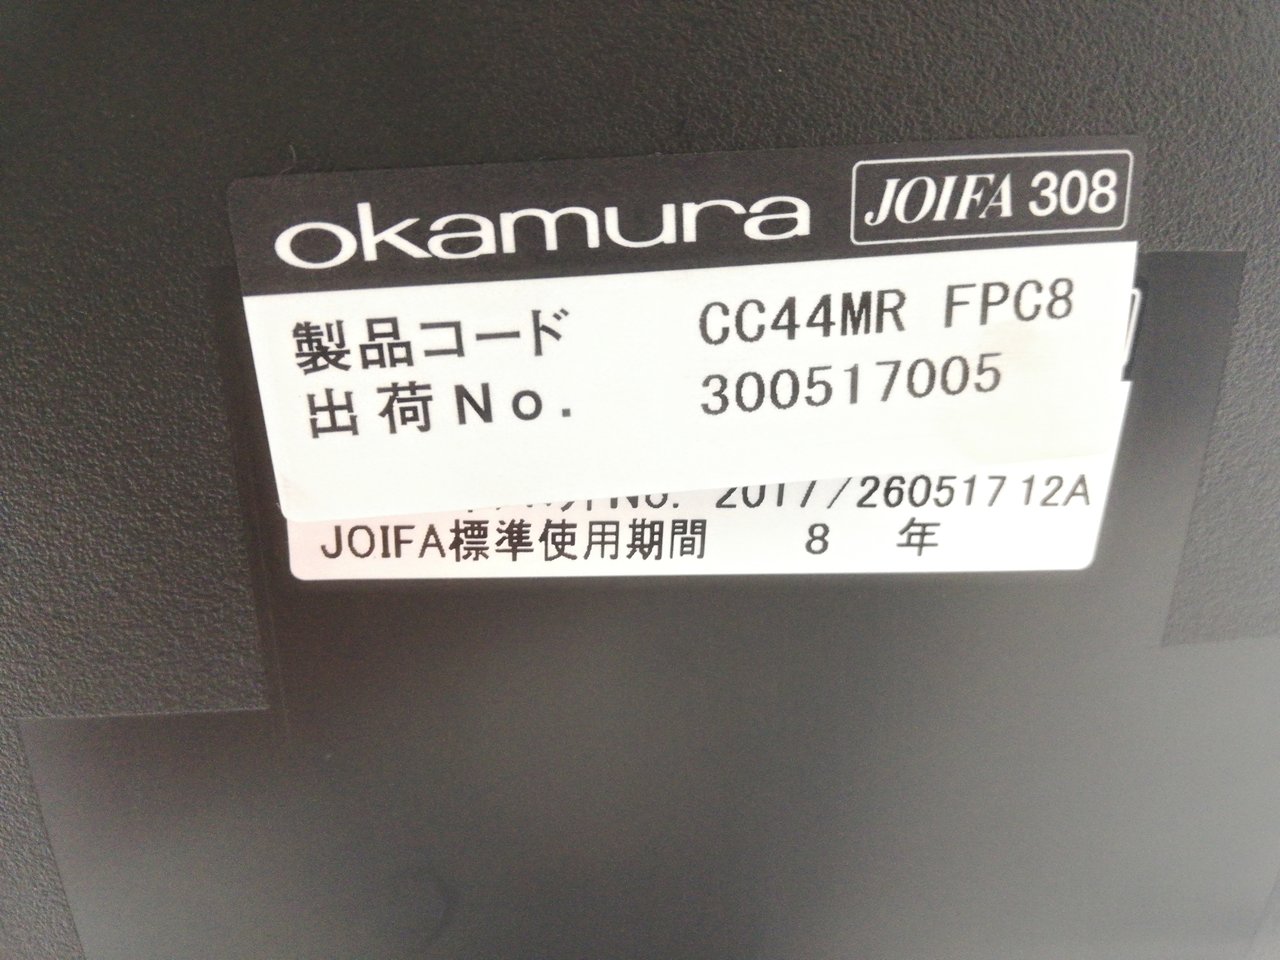 okamura JOIFA 308
製品コード CC44MR FPC8
出荷No. 300517005
No. 2017/26051712A
JOIFA標準使用期間 8 年